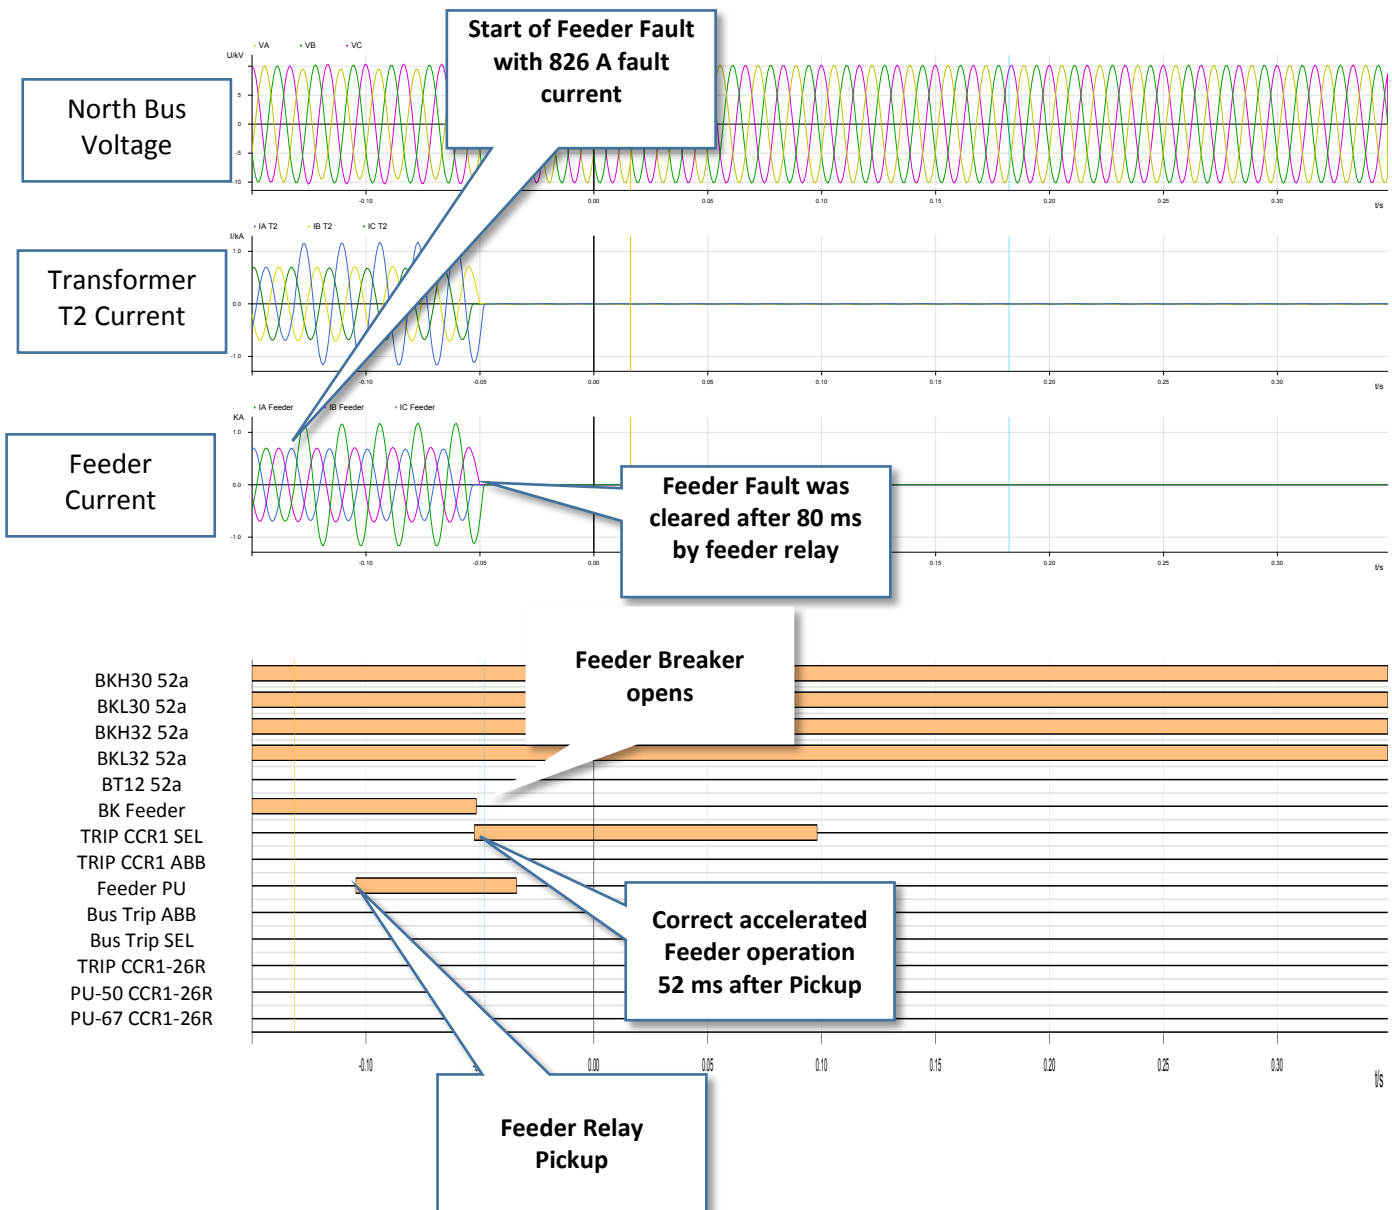 Start of Feeder Fault
with 826 A fault
current
North Bus
Voltage
U/kV
VA VB VC
5
0
-5
-10
-0.10 0.00 0.05 0.10 0.15 0.20 0.25 0.30
t/s
Transformer
T2 Current
I/kA
IA T2 IB T2 IC T2
1.0
0.0
-1.0
-0.10 -0.05 0.00 0.05 0.10 0.15 0.20 0.25 0.30
t/s
Feeder
Current
IA Feeder IB Feeder IC Feeder
KA
1.0
0.0
-1.0
-0.10 -0.05 0.00 0.05 0.10 0.15 0.20 0.25 0.30
t/s
Feeder Fault was
cleared after 80 ms
by feeder relay
Feeder Breaker
opens
BKH30 52a
BKL30 52a
BKH32 52a
BKL32 52a
BT12 52a
BK Feeder
TRIP CCR1 SEL
TRIP CCR1 ABB
Feeder PU
Bus Trip ABB
Bus Trip SEL
TRIP CCR1-26R
PU-50 CCR1-26R
PU-67 CCR1-26R
Correct accelerated
Feeder operation
52 ms after Pickup
-0.10 0.00 0.05 0.10 0.15 0.20 0.25 0.30
t/s
Feeder Relay
Pickup